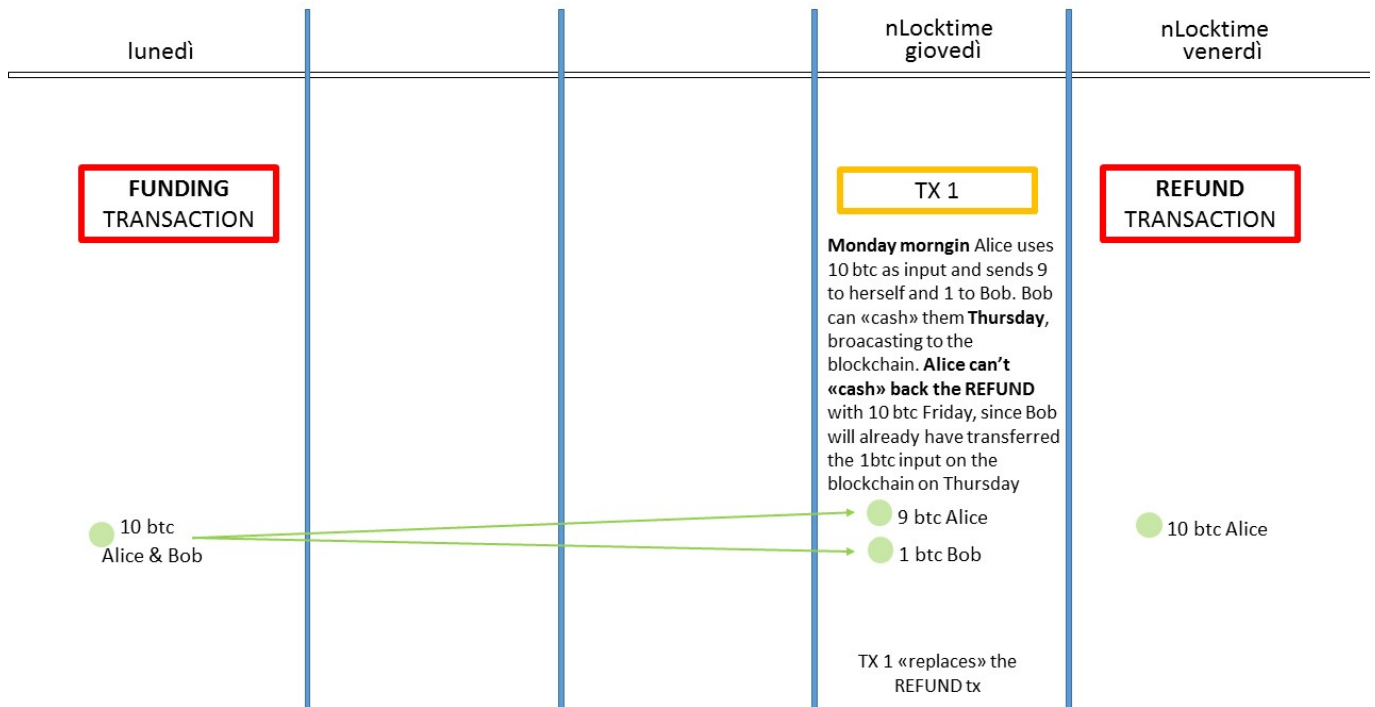 lunedì
nLocktime
giovedì
nLocktime
venerdì
FUNDING
TRANSACTION
TX 1
REFUND
TRANSACTION
Monday morngin Alice uses
10 btc as input and sends 9
to herself and 1 to Bob. Bob
can «cash» them Thursday,
broacasting to the
blockchain. Alice can't
«cash» back the REFUND
with 10 btc Friday, since Bob
will already have transferred
the 1btc input on the
blockchain on Thursday
10 btc
Alice & Bob
9 btc Alice
1 btc Bob
10 btc Alice
TX 1 «replaces» the
REFUND tx